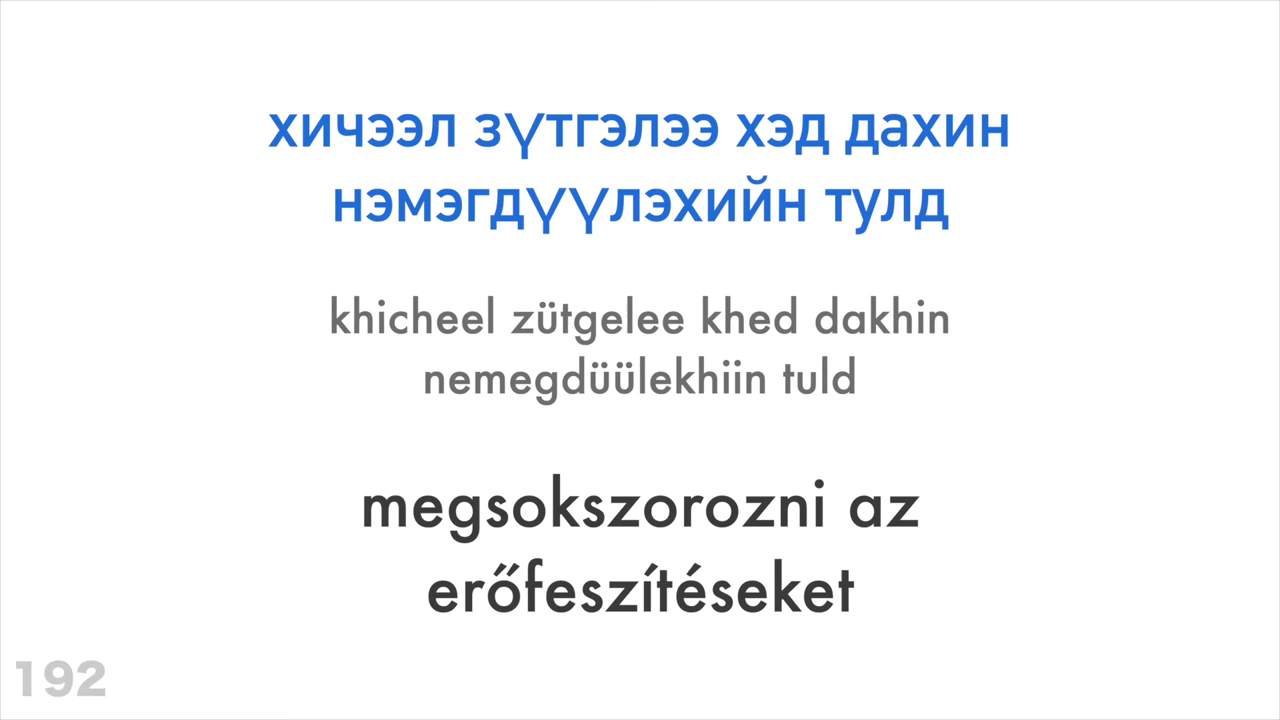 хичээл зүтгэлээ хэд дахин
нэмэгдүүлэхийн тулд
khicheel zütgelee khed dakhin
nemegdüülekhiin tuld
megsokszorozni az
erőfeszítéseket
192